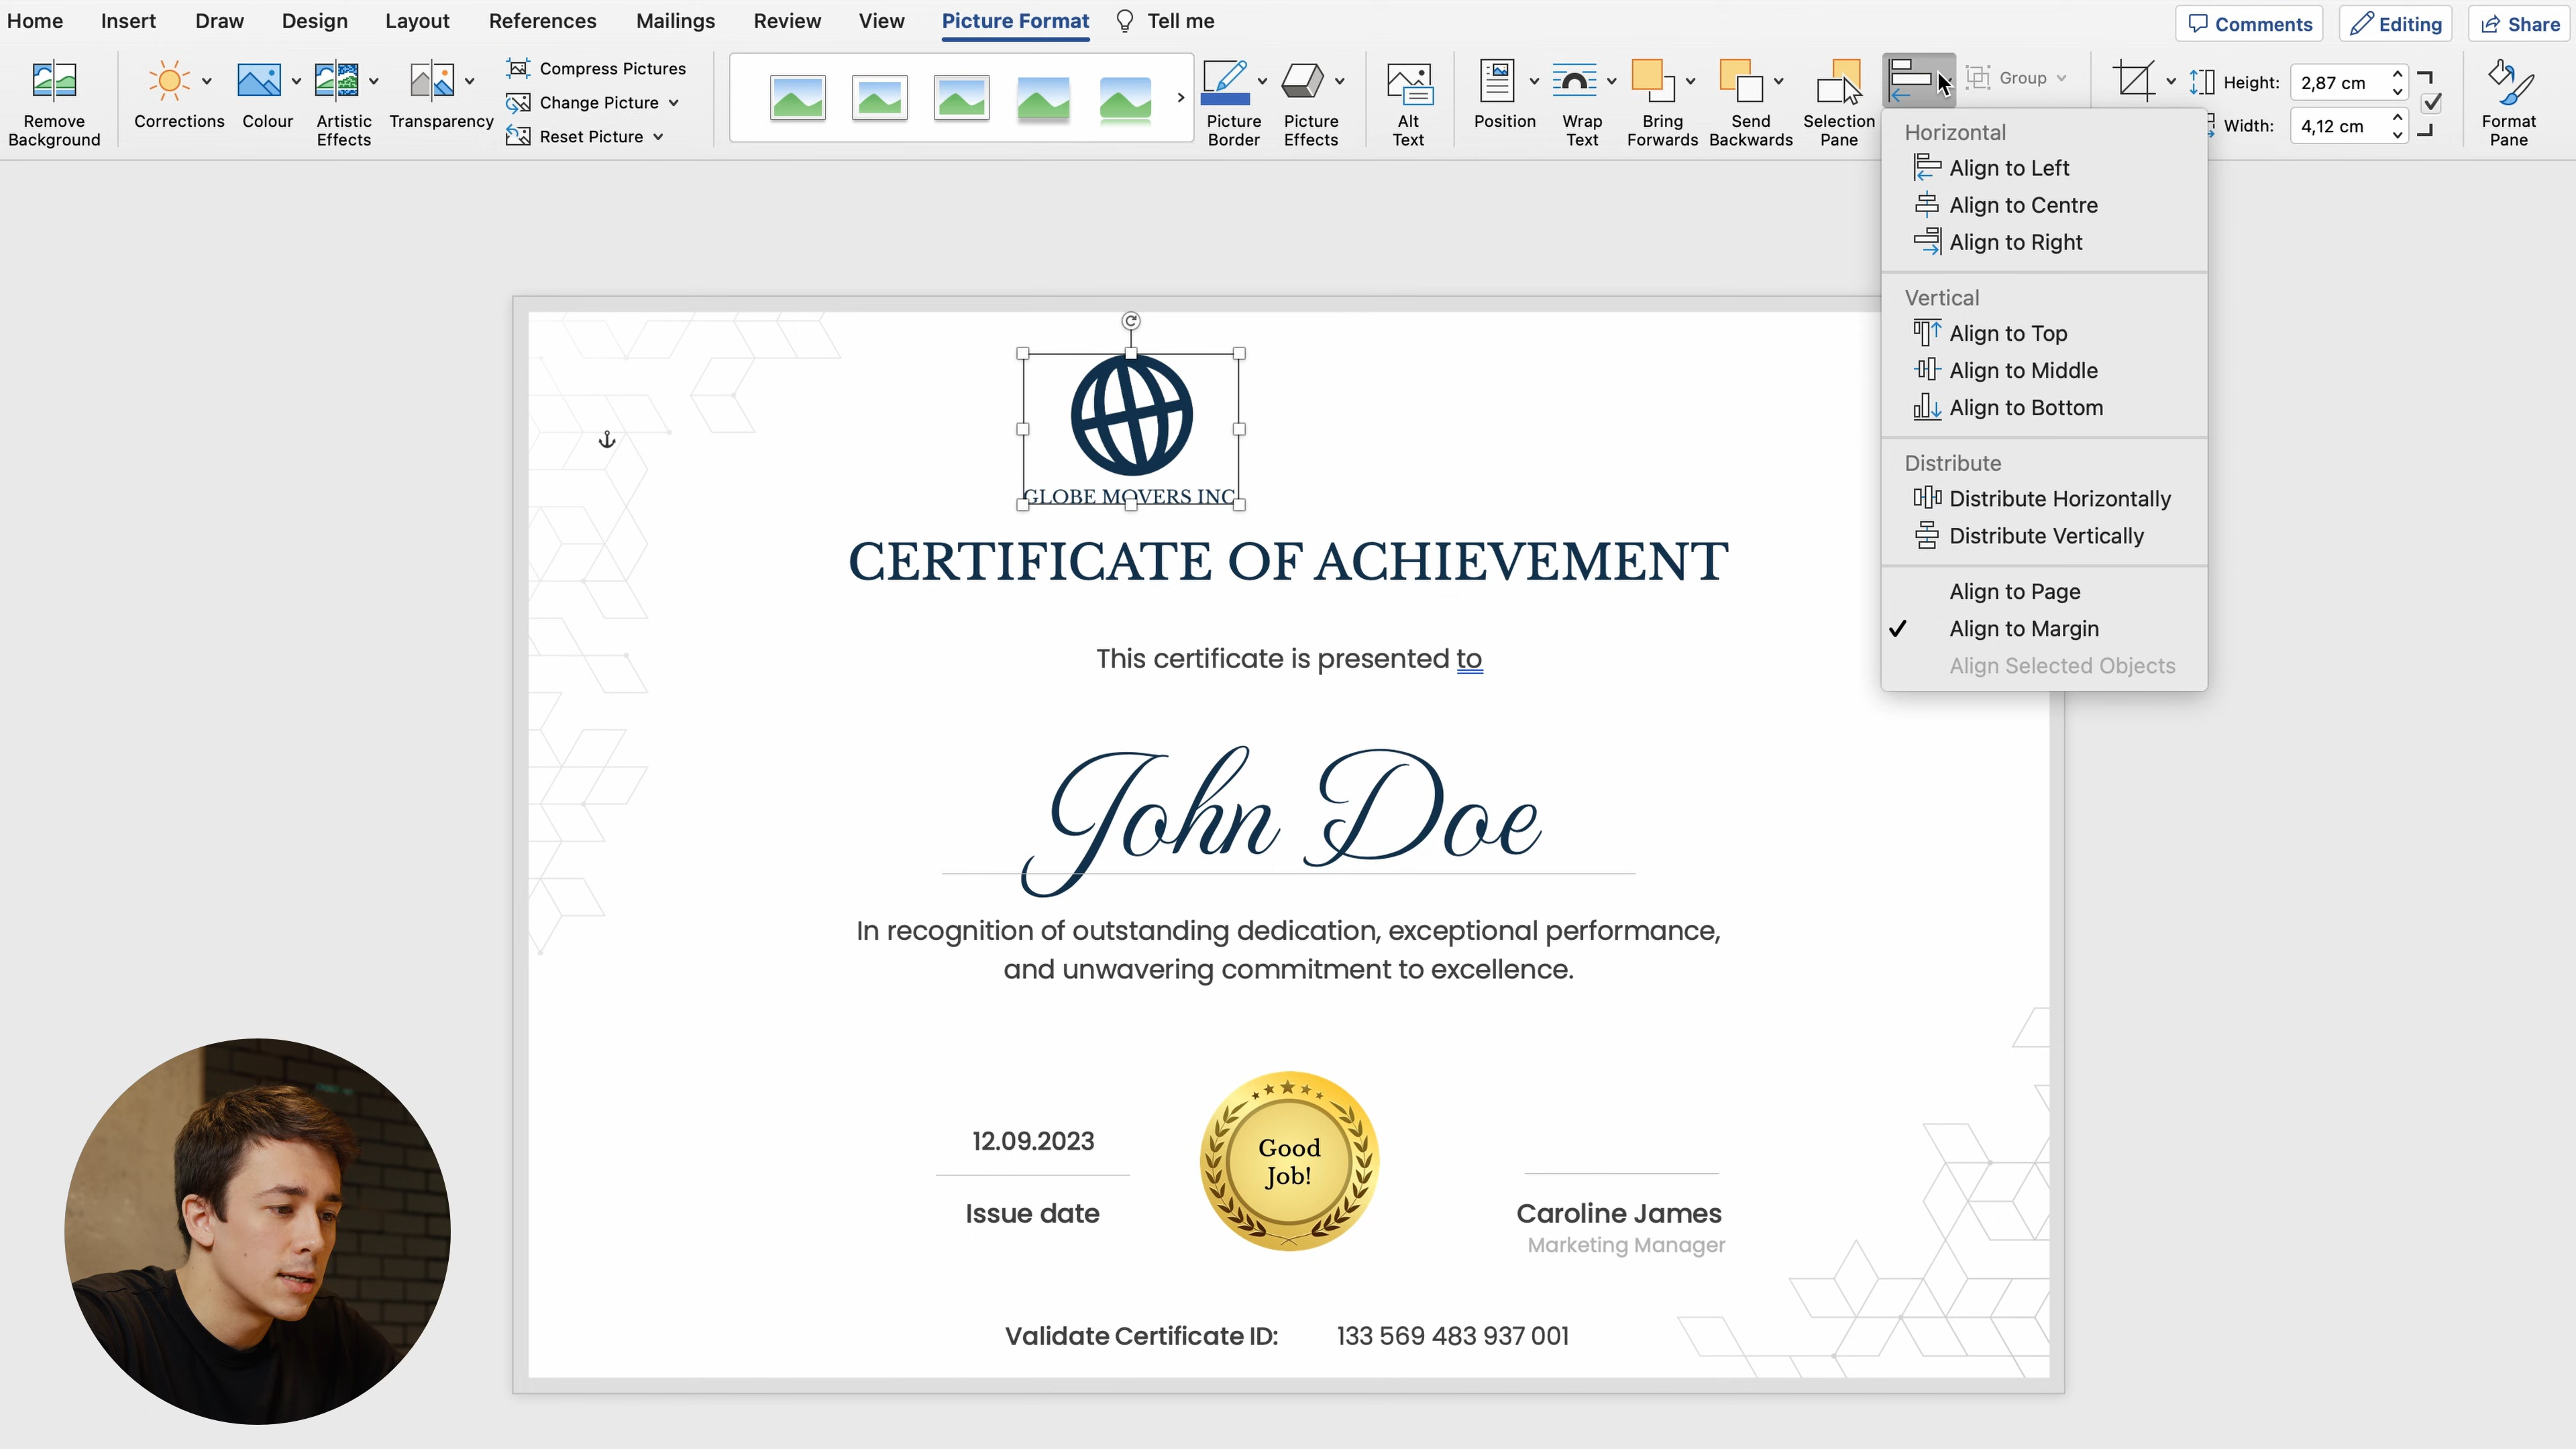 Home Insert Draw Design Layout References Mailings Review View Picture Format Tell me Comments Editing Share
Remove
Background
Corrections
Colour
Artistic
Effects
Transparency
Compress Pictures
Change Picture
Reset Picture
Picture
Border
Picture
Effects
Alt
Text
Position
Wrap
Text
Bring
Forwards
Send
Backwards
Selection
Pane
Group
Height: 2,87 cm
Width: 4,12 cm
Format
Pane
Horizontal
Align to Left
Align to Centre
Align to Right
Vertical
Align to Top
Align to Middle
Align to Bottom
Distribute
Distribute Horizontally
Distribute Vertically
Align to Page
Align to Margin
Align Selected Objects
GLOBE MOVERS INC
CERTIFICATE OF ACHIEVEMENT
This certificate is presented to
John Doe
In recognition of outstanding dedication, exceptional performance,
and unwavering commitment to excellence.
12.09.2023
Issue date
Good
Job!
Caroline James
Marketing Manager
Validate Certificate ID: 133 569 483 937 001